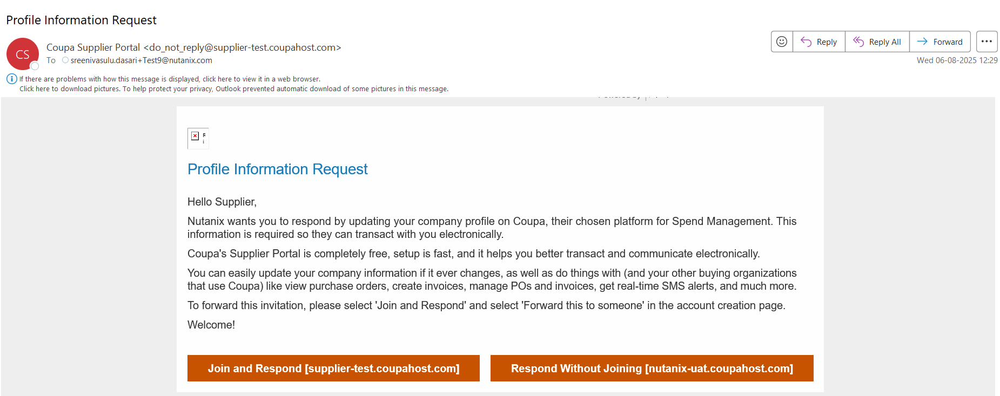 Profile Information Request
CS
Coupa Supplier Portal <do_not_reply@supplier-test.coupahost.com>
To sreenivasulu.dasari+Test9@nutanix.com
Reply
Reply All
Forward
Wed 06-08-2025 12:29
If there are problems with how this message is displayed, click here to view it in a web browser.
Click here to download pictures. To help protect your privacy, Outlook prevented automatic download of some pictures in this message.
Profile Information Request
Hello Supplier,
Nutanix wants you to respond by updating your company profile on Coupa, their chosen platform for Spend Management. This
information is required so they can transact with you electronically.
Coupa's Supplier Portal is completely free, setup is fast, and it helps you better transact and communicate electronically.
You can easily update your company information if it ever changes, as well as do things with (and your other buying organizations
that use Coupa) like view purchase orders, create invoices, manage POs and invoices, get real-time SMS alerts, and much more.
To forward this invitation, please select 'Join and Respond' and select 'Forward this to someone' in the account creation page.
Welcome!
Join and Respond [supplier-test.coupahost.com]
Respond Without Joining [nutanix-uat.coupahost.com]